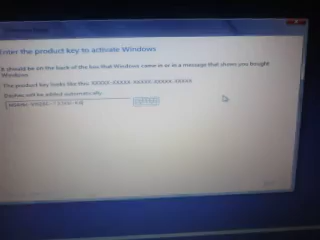 Enter the product key to activate Windows
It should be on the back of the box that Windows came in or in a message that shows you bought
Windows.
The product key looks like this: XXXXX-XXXXX-XXXXX-XXXXX-XXXXX
Dashes will be added automatically